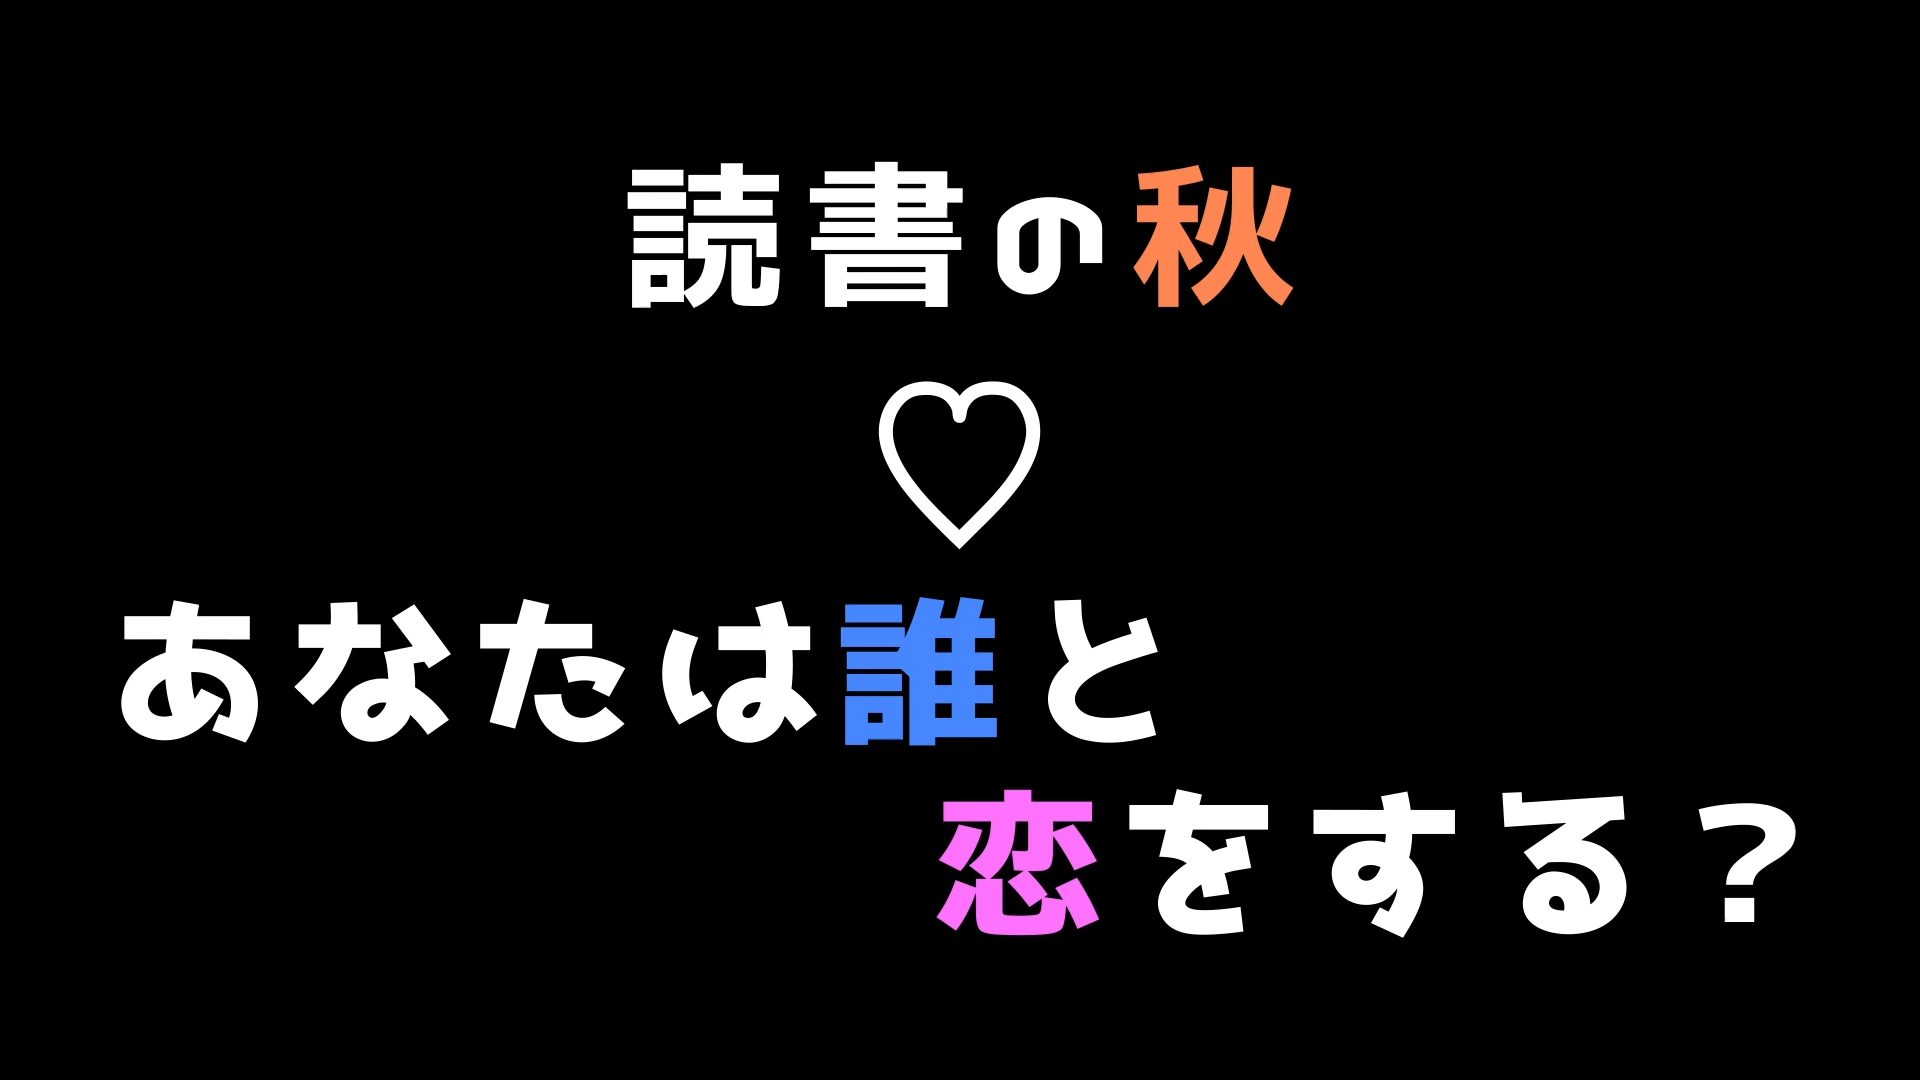 読書の秋
♡
あなたは誰と
恋をする？